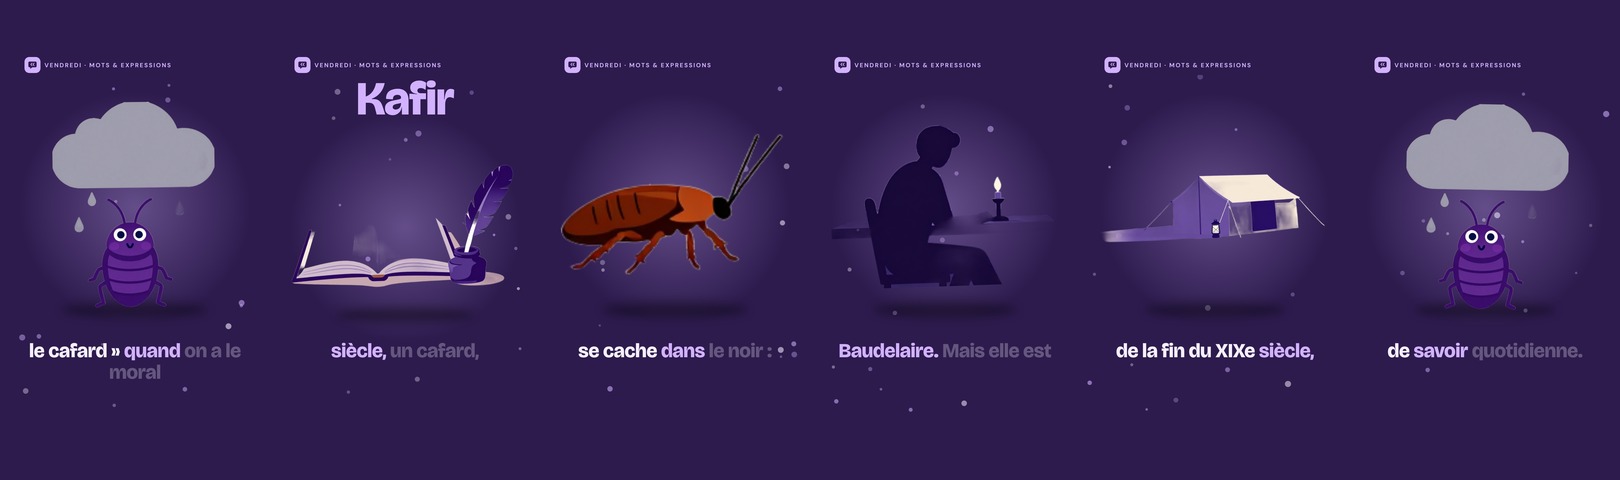 VENDREDI · MOTS & EXPRESSIONS
le cafard » quand on a le
moral
VENDREDI · MOTS & EXPRESSIONS
Kafir
siècle, un cafard,
VENDREDI · MOTS & EXPRESSIONS
se cache dans le noir :
VENDREDI · MOTS & EXPRESSIONS
Baudelaire. Mais elle est
VENDREDI · MOTS & EXPRESSIONS
de la fin du XIXe siècle,
VENDREDI · MOTS & EXPRESSIONS
de savoir quotidienne.